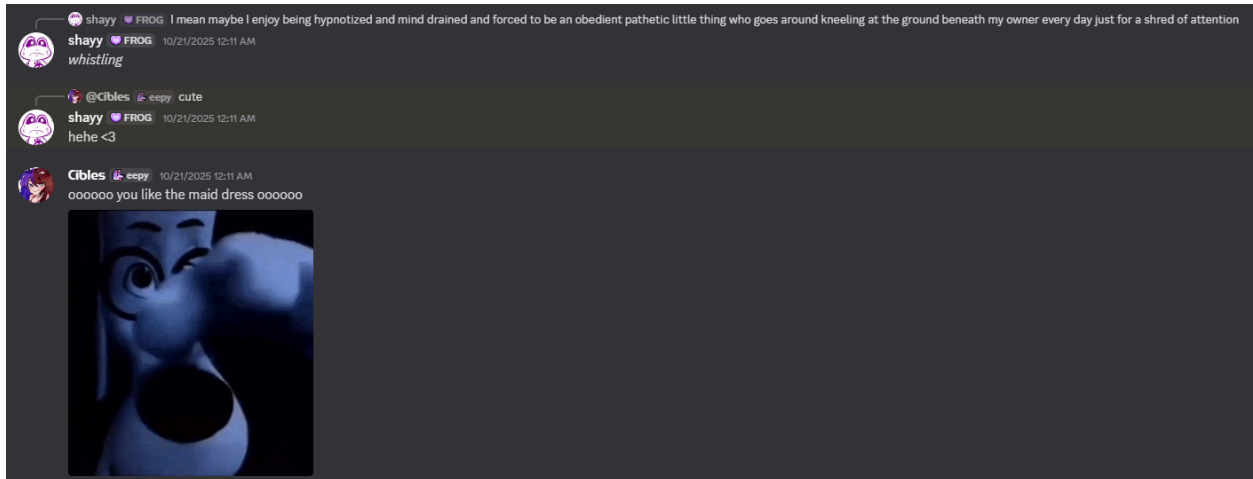 shayy FROG I mean maybe I enjoy being hypnotized and mind drained and forced to be an obedient pathetic little thing who goes around kneeling at the ground beneath my owner every day just for a shred of attention
shayy FROG 10/21/2025 12:11 AM
whistling
@Cibles eepy cute
shayy FROG 10/21/2025 12:11 AM
hehe <3
Cibles eepy 10/21/2025 12:11 AM
oooooo you like the maid dress oooooo